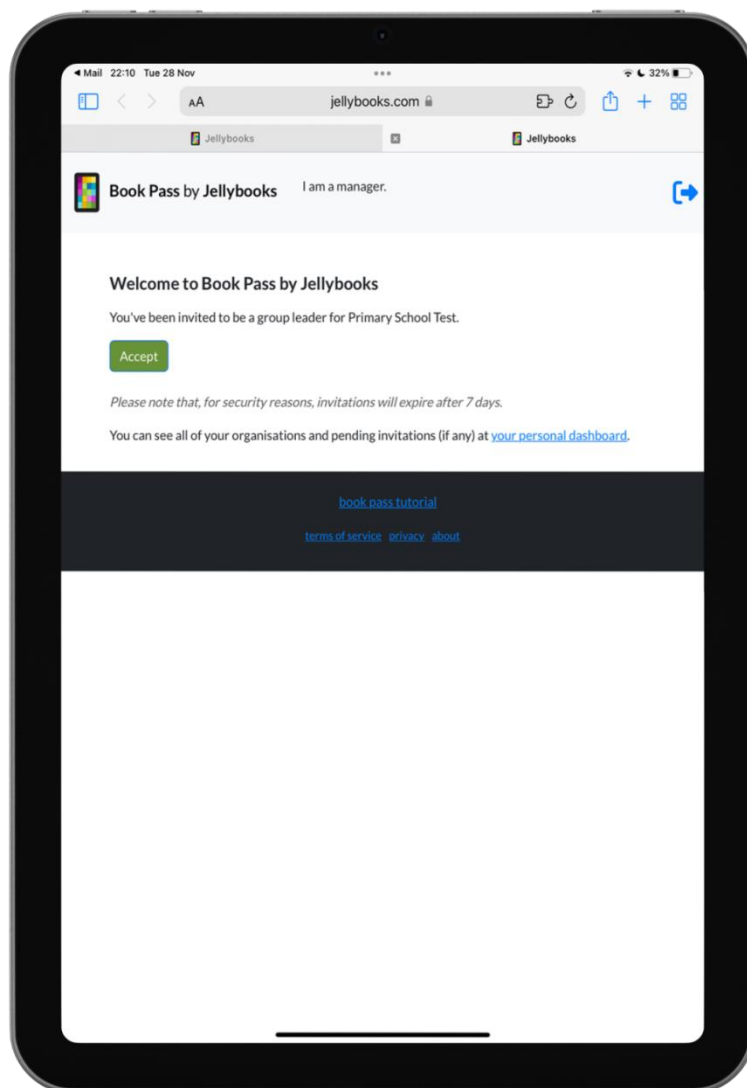 Mail 22:10 Tue 28 Nov 32%
AA jellybooks.com
Jellybooks Jellybooks
Book Pass by Jellybooks I am a manager.
Welcome to Book Pass by Jellybooks
You've been invited to be a group leader for Primary School Test.
Accept
Please note that, for security reasons, invitations will expire after 7 days.
You can see all of your organisations and pending invitations (if any) at your personal dashboard.
book pass tutorial
terms of service privacy about